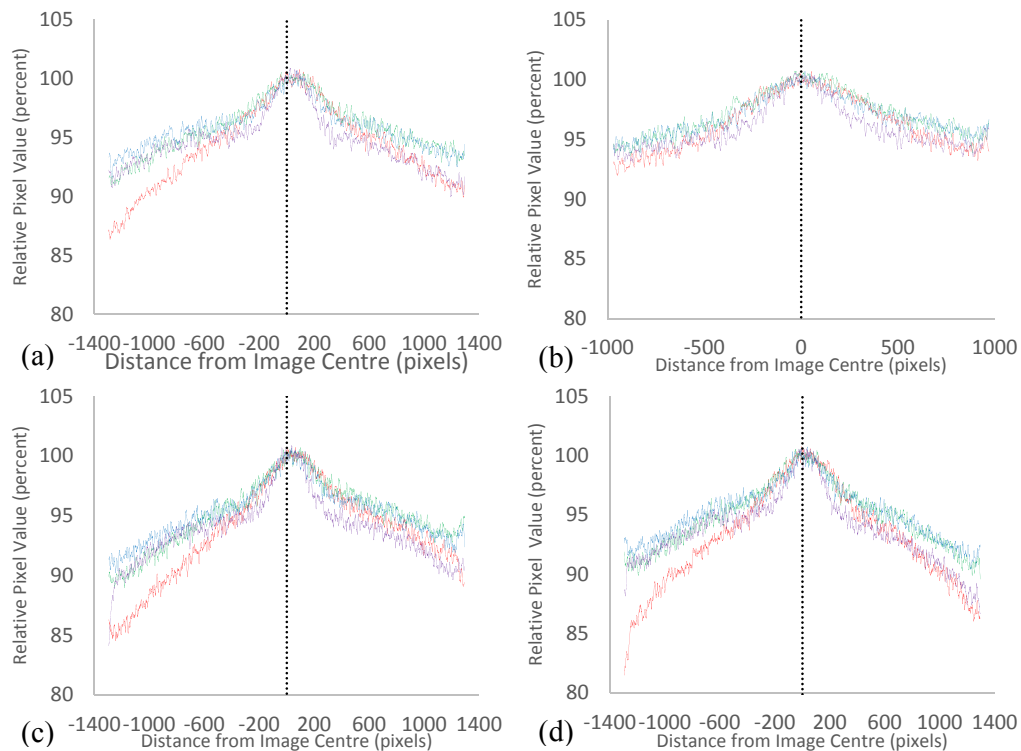 105
100
95
90
85
80
Relative Pixel Value (percent)
-1400 -1000 -600 -200 200 600 1000 1400
Distance from Image Centre (pixels)
(a)
105
100
95
90
85
80
Relative Pixel Value (percent)
-1000 -500 0 500 1000
Distance from Image Centre (pixels)
(b)
105
100
95
90
85
80
Relative Pixel Value (percent)
-1400 -1000 -600 -200 200 600 1000 1400
Distance from Image Centre (pixels)
(c)
105
100
95
90
85
80
Relative Pixel Value (percent)
-1400 -1000 -600 -200 200 600 1000 1400
Distance from Image Centre (pixels)
(d)